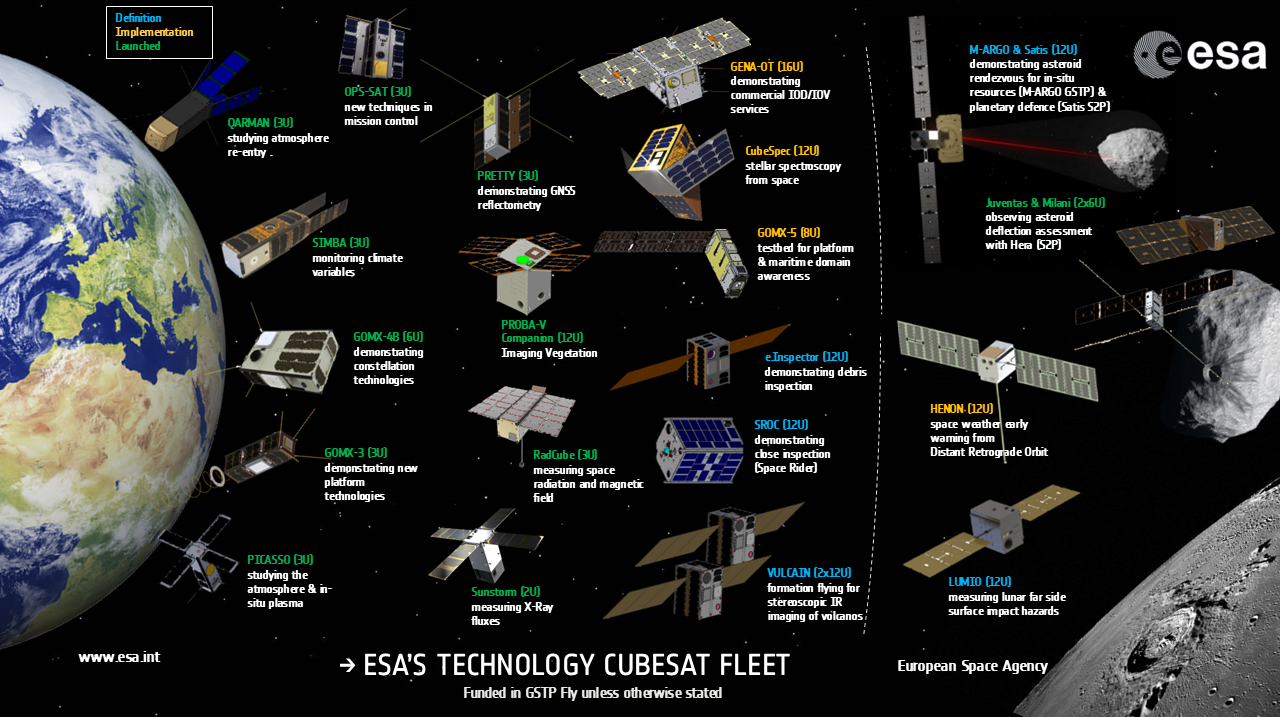 Definition
Implementation
Launched
QARMAN (3U)
studying atmosphere
re-entry .
OPS-SAT (3U)
new techniques in
mission control
PRETTY (3U)
demonstrating GNSS
reflectometry
GENA-OT (16U)
demonstrating
commercial IOD/IOV
services
CubeSpec (12U)
stellar spectroscopy
from space
SIMBA (3U)
monitoring climate
variables
PROBA-V
Companion (12U)
Imaging Vegetation
GOMX-5 (8U)
testbed for platform
& maritime domain
awareness
GOMX-4B (6U)
demonstrating
constellation
technologies
e.Inspector (12U)
demonstrating debris
inspection
GOMX-3 (3U)
demonstrating new
platform
technologies
RadCube (3U)
measuring space
radiation and magnetic
field
SROC (12U)
demonstrating
close inspection
(Space Rider)
PICASSO (3U)
studying the
atmosphere & in-
situ plasma
Sunstorm (2U)
measuring X-Ray
fluxes
VULCAIN (2x12U)
formation flying for
stereoscopic IR
imaging of volcanos
M-ARGO & Satis (12U)
demonstrating asteroid
rendezvous for in-situ
resources (M-ARGO GSTP) &
planetary defence (Satis S2P)
esa
Juventas & Milani (2x6U)
observing asteroid
deflection assessment
with Hera (S2P)
HENON (12U)
space weather early
warning from
Distant Retrograde Orbit
LUMIO (12U)
measuring lunar far side
surface impact hazards
www.esa.int
→ ESA'S TECHNOLOGY CUBESAT FLEET
Funded in GSTP Fly unless otherwise stated
European Space Agency